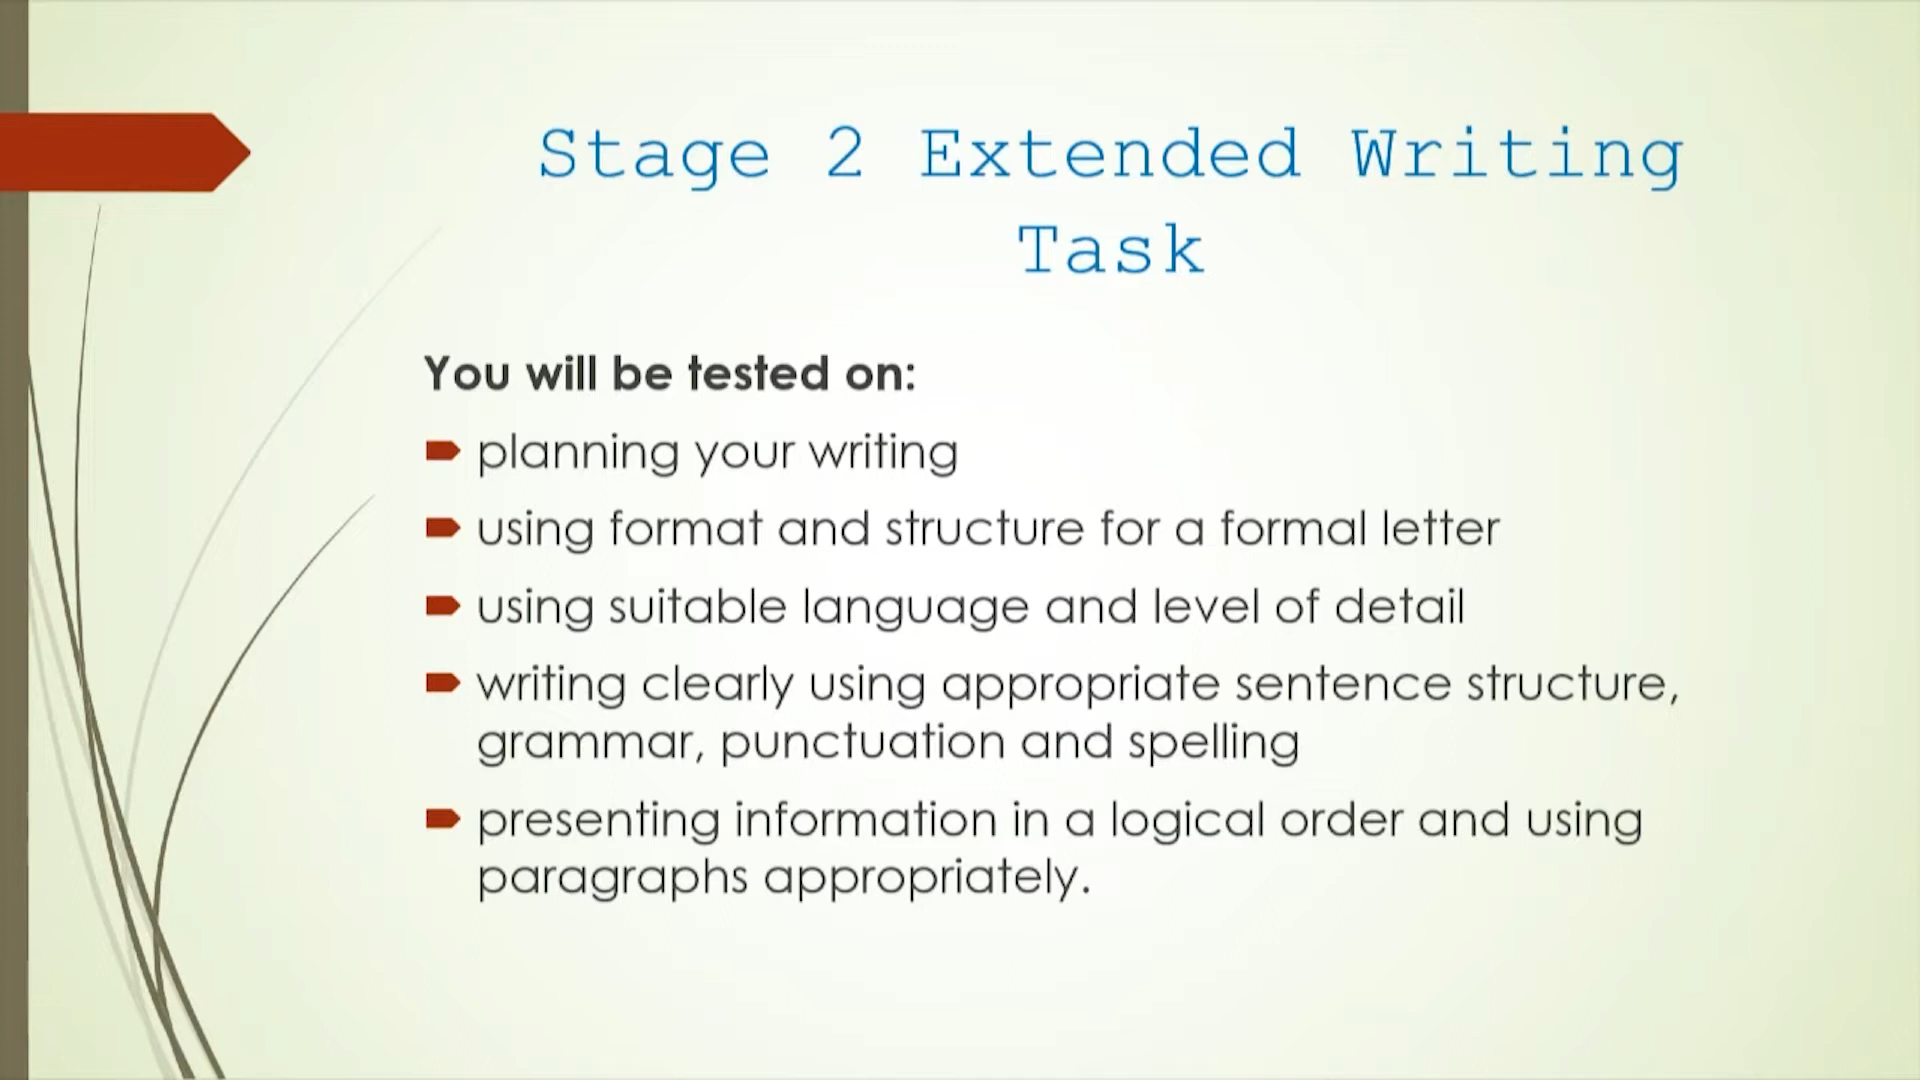 Stage 2 Extended Writing
Task
You will be tested on:
planning your writing
using format and structure for a formal letter
using suitable language and level of detail
writing clearly using appropriate sentence structure,
grammar, punctuation and spelling
presenting information in a logical order and using
paragraphs appropriately.